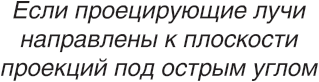 Если проецирующие лучи
направлены к плоскости
проекций под острым углом